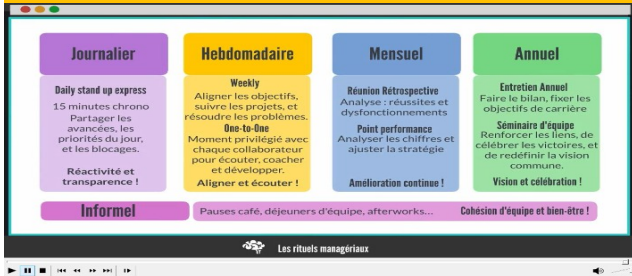 Journalier
Daily stand up express
15 minutes chrono
Partager les
avancées, les
priorités du jour,
et les blocages.
Réactivité et
transparence !
Hebdomadaire
Weekly
Aligner les objectifs,
suivre les projets, et
résoudre les problèmes.
One-to-One
Moment privilégié avec
chaque collaborateur
pour écouter, coacher
et développer.
Aligner et écouter !
Mensuel
Réunion Rétrospective
Analyse : réussites et
dysfonctionnements
Point performance
Analyser les chiffres et
ajuster la stratégie
Amélioration continue !
Annuel
Entretien Annuel
Faire le bilan, fixer les
objectifs de carrière
Séminaire d'équipe
Renforcer les liens, de
célébrer les victoires, et
de redéfinir la vision
commune.
Vision et célébration !
Informel
Pauses café, déjeuners d'équipe, afterworks...
Cohésion d'équipe et bien-être !
Les rituels managériaux